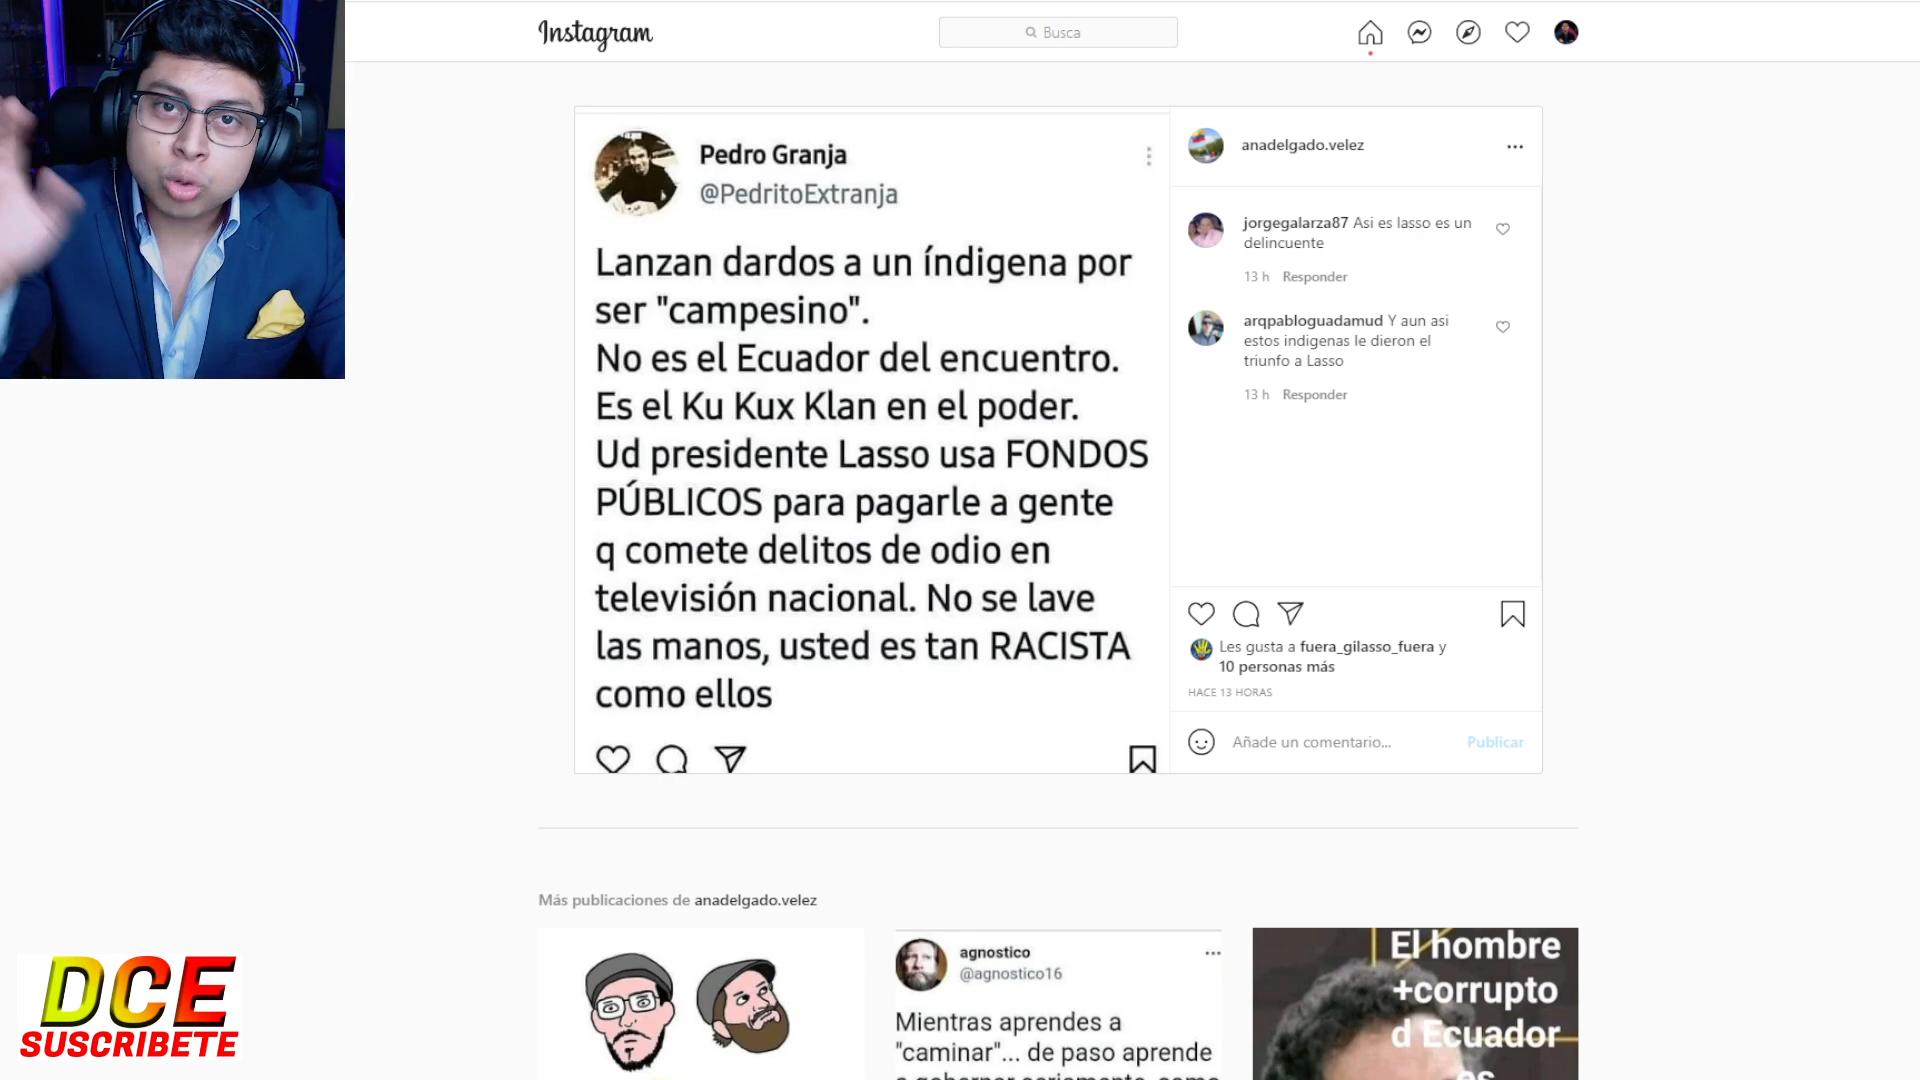 Instagram
Busca
Pedro Granja
@PedritoExtranja
Lanzan dardos a un índigena por
ser "campesino".
No es el Ecuador del encuentro.
Es el Ku Kux Klan en el poder.
Ud presidente Lasso usa FONDOS
PÚBLICOS para pagarle a gente
q comete delitos de odio en
televisión nacional. No se lave
las manos, usted es tan RACISTA
como ellos
anadelgado.velez
jorgegalarza87 Asi es lasso es un
delincuente
13 h Responder
arqpabloguadamud Y aun asi
estos indigenas le dieron el
triunfo a Lasso
13 h Responder
Les gusta a fuera_gilasso_fuera y
10 personas más
HACE 13 HORAS
Añade un comentario...
Publicar
Más publicaciones de anadelgado.velez
agnostico
@agnostico16
Mientras aprendes a
"caminar"... de paso aprende
a gobernar seriamente, como
El hombre
+corrupto
d Ecuador
es
DCE
SUSCRIBETE